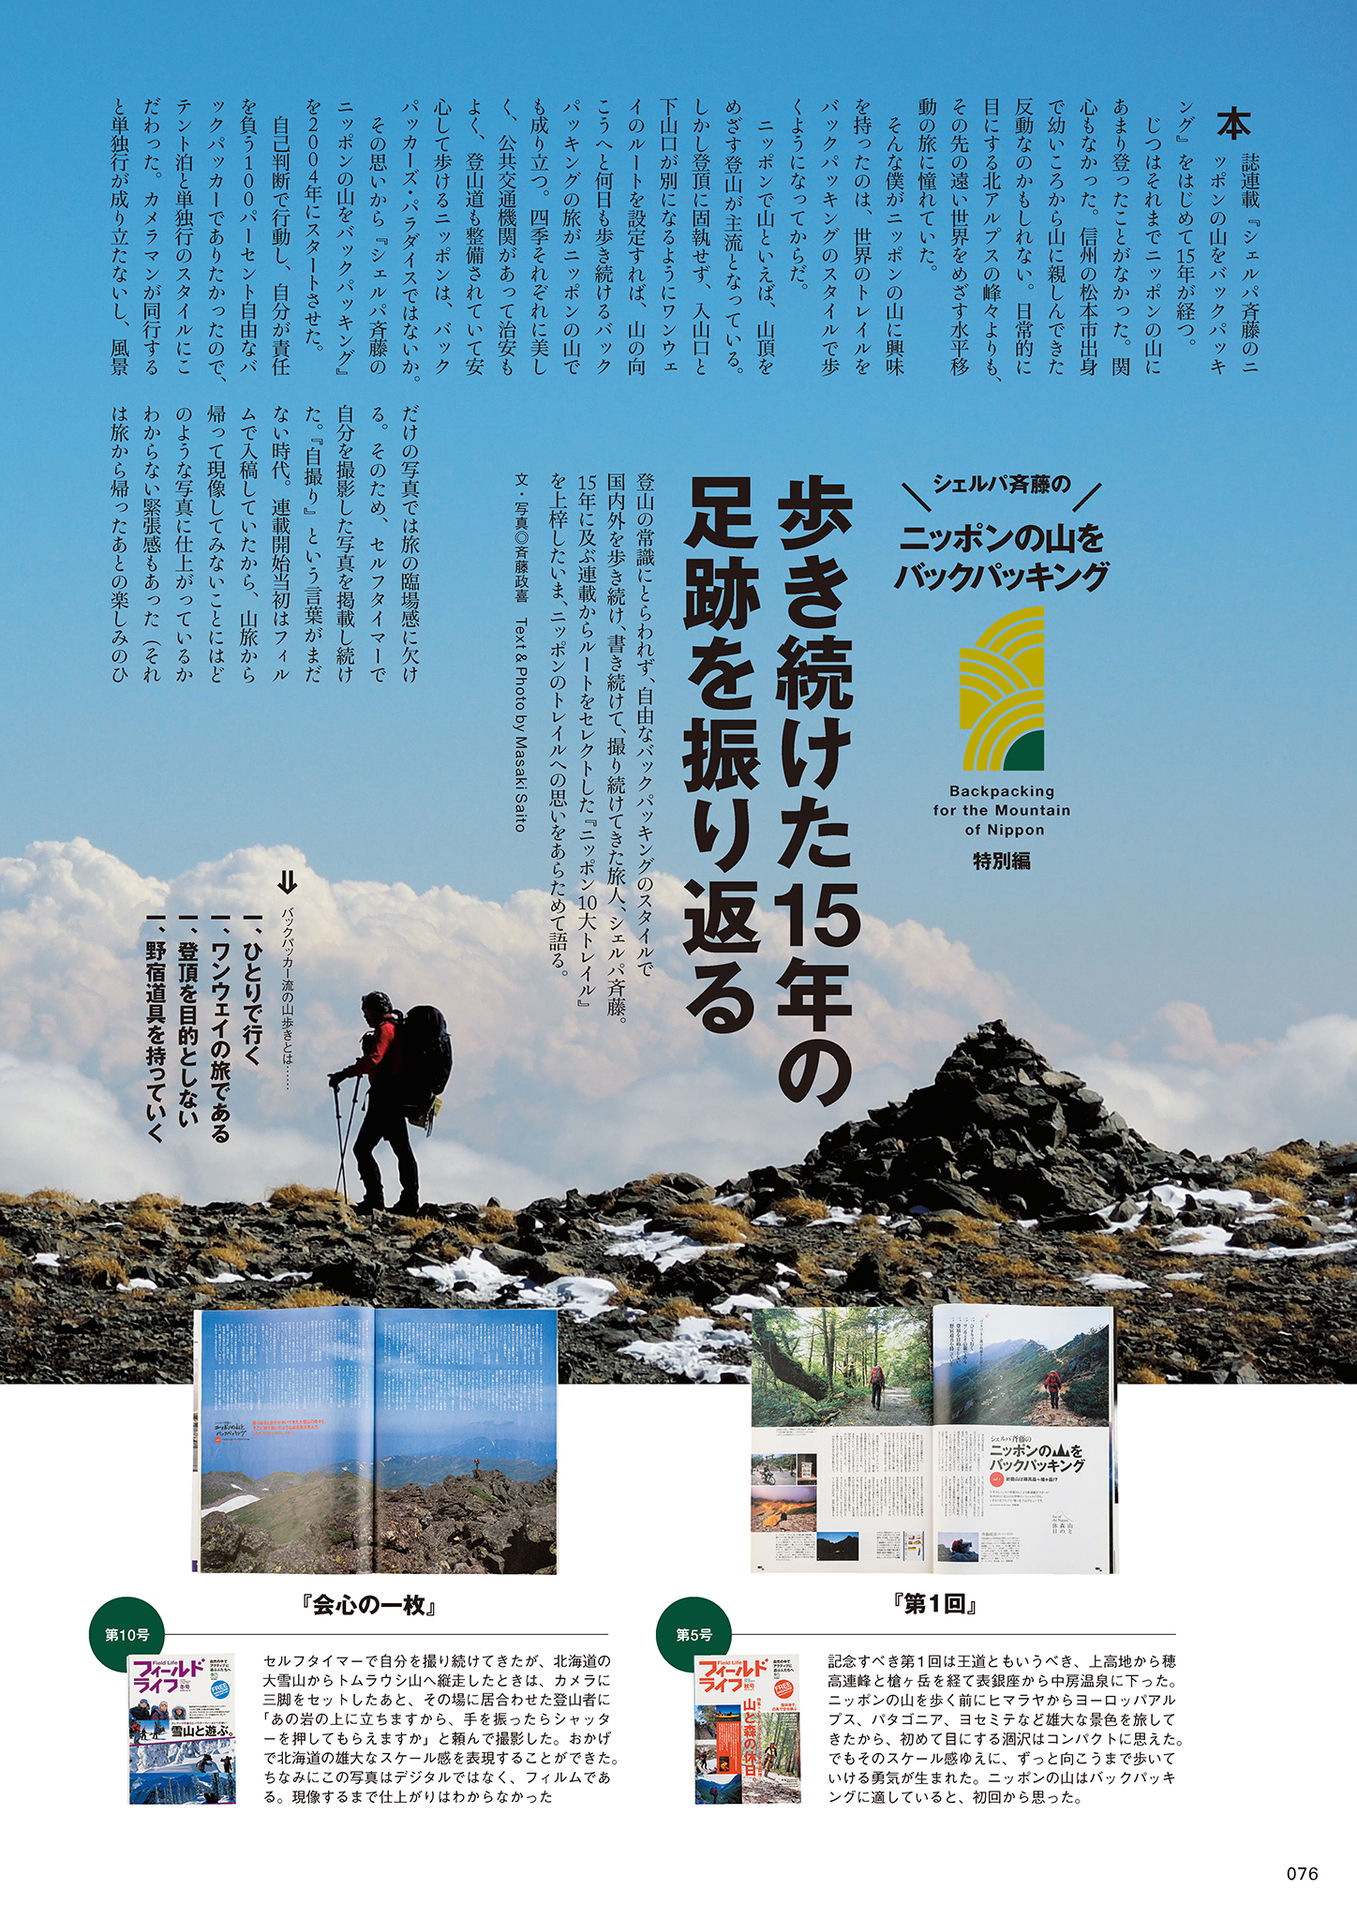 シェルパ斉藤の
ニッポンの山を
バックパッキング
Backpacking
for the Mountain
of Nippon
特別編
歩き続けた15年の
足跡を振り返る
登山の常識にとらわれず、自由なバックパッキングのスタイルで
国内外を歩き続け、書き続けて、撮り続けてきた旅人、シェルパ斉藤。
15年に及ぶ連載からルートをセレクトした『ニッポン10大トレイル』
を上梓したいま、ニッポンのトレイルへの思いをあらためて語る。
文・写真◎斉藤政喜 Text & Photo by Masaki Saito
本誌連載『シェルパ斉藤のニ
ッポンの山をバックパッキ
ング』をはじめて15年が経つ。
じつはそれまでニッポンの山に
あまり登ったことがなかった。関
心もなかった。信州の松本市出身
で幼いころから山に親しんできた
反動なのかもしれない。日常的に
目にする北アルプスの峰々よりも、
その先の遠い世界をめざす水平移
動の旅に憧れていた。
そんな僕がニッポンの山に興味
を持ったのは、世界のトレイルを
バックパッキングのスタイルで歩
くようになってからだ。
ニッポンで山といえば、山頂を
めざす登山が主流となっている。
しかし登頂に固執せず、入山口と
下山口が別になるようにワンウェ
イのルートを設定すれば、山の向
こうへと何日も歩き続けるバック
パッキングの旅がニッポンの山で
も成り立つ。四季それぞれに美し
く、公共交通機関があって治安も
よく、登山道も整備されていて安
心して歩けるニッポンは、バック
パッカーズ・パラダイスではないか。
その思いから『シェルパ斉藤の
ニッポンの山をバックパッキング』
を2004年にスタートさせた。
自己判断で行動し、自分が責任
を負う100パーセント自由なバ
ックパッカーでありたかったので、
テント泊と単独行のスタイルにこ
だわった。カメラマンが同行する
と単独行が成り立たないし、風景
だけの写真では旅の臨場感に欠け
る。そのため、セルフタイマーで
自分を撮影した写真を掲載し続け
た。『自撮り』という言葉がまだ
ない時代。連載開始当初はフィル
ムで入稿していたから、山旅から
帰って現像してみないことにはど
のような写真に仕上がっているか
わからない緊張感もあった（それ
は旅から帰ったあとの楽しみのひ
⇓
バックパッカー流の山歩きとは……
一、ひとりで行く
一、ワンウェイの旅である
一、登頂を目的としない
一、野宿道具を持っていく
シェルパ斉藤の
ニッポンの山を
バックパッキング
『第1回』
第5号
Field Life
フィールド
ライフ
秋号
FREE
山と森の休日。
記念すべき第1回は王道ともいうべき、上高地から穂
高連峰と槍ヶ岳を経て表銀座から中房温泉に下った。
ニッポンの山を歩く前にヒマラヤからヨーロッパアル
プス、パタゴニア、ヨセミテなど雄大な景色を旅して
きたから、初めて目にする涸沢はコンパクトに思えた。
でもそのスケール感ゆえに、ずっと向こうまで歩いて
いける勇気が生まれた。ニッポンの山はバックパッキ
ングに適していると、初回から思った。
『会心の一枚』
第10号
Field Life
フィールド
ライフ
冬号
FREE
雪山と遊ぶ。
セルフタイマーで自分を撮り続けてきたが、北海道の
大雪山からトムラウシ山へ縦走したときは、カメラに
三脚をセットしたあと、その場に居合わせた登山者に
「あの岩の上に立ちますから、手を振ったらシャッタ
ーを押してもらえますか」と頼んで撮影した。おかげ
で北海道の雄大なスケール感を表現することができた。
ちなみにこの写真はデジタルではなく、フィルムであ
る。現像するまで仕上がりはわからなかった
076